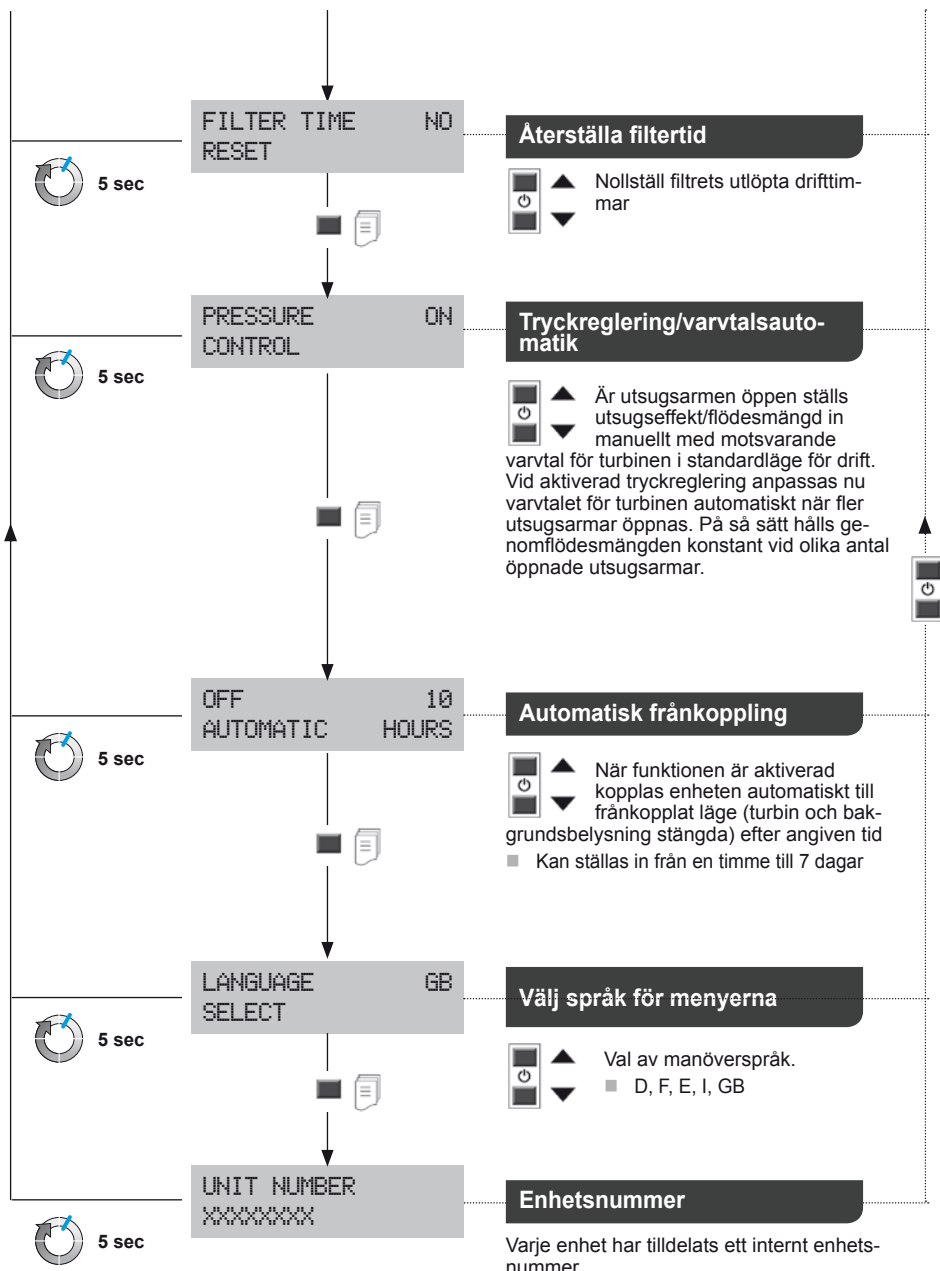 FILTER TIME NO
RESET
5 sec
Återställa filtertid
Nollställ filtrets utlöpta drifttim-
mar
PRESSURE ON
CONTROL
5 sec
Tryckreglering/varvtalsauto-
matik
Är utsugsarmen öppen ställs
utsugseffekt/flödesmängd in
manuellt med motsvarande
varvtal för turbinen i standardläge för drift.
Vid aktiverad tryckreglering anpassas nu
varvtalet för turbinen automatiskt när fler
utsugsarmar öppnas. På så sätt hålls ge-
nomflödesmängden konstant vid olika antal
öppnade utsugsarmar.
OFF 10
AUTOMATIC HOURS
5 sec
Automatisk frånkoppling
När funktionen är aktiverad
kopplas enheten automatiskt till
frånkopplat läge (turbin och bak-
grundsbelysning stängda) efter angiven tid
Kan ställas in från en timme till 7 dagar
LANGUAGE GB
SELECT
5 sec
Välj språk för menyerna
Val av manöverspråk.
D, F, E, I, GB
UNIT NUMBER
XXXXXXXX
5 sec
Enhetsnummer
Varje enhet har tilldelats ett internt enhets-
nummer